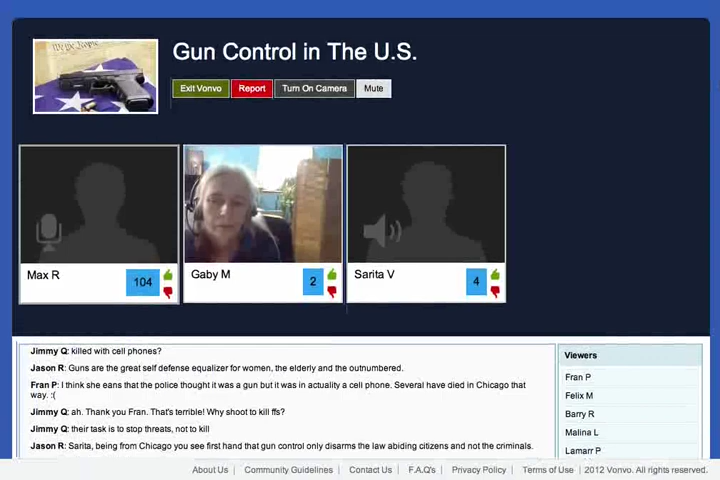 We the People
Gun Control in The U.S.
Exit Vonvo
Report
Turn On Camera
Mute
Max R
104
Gaby M
2
Sarita V
4
Jimmy Q: killed with cell phones?
Jason R: Guns are the great self defense equalizer for women, the elderly and the outnumbered.
Fran P: I think she eans that the police thought it was a gun but it was in actuality a cell phone. Several have died in Chicago that
way. :(
Jimmy Q: ah. Thank you Fran. That's terrible! Why shoot to kill ffs?
Jimmy Q: their task is to stop threats, not to kill
Jason R: Sarita, being from Chicago you see first hand that gun control only disarms the law abiding citizens and not the criminals.
Viewers
Fran P
Felix M
Barry R
Malina L
Lamarr P
About Us | Community Guidelines | Contact Us | F.A.Q's | Privacy Policy | Terms of Use | 2012 Vonvo. All rights reserved.